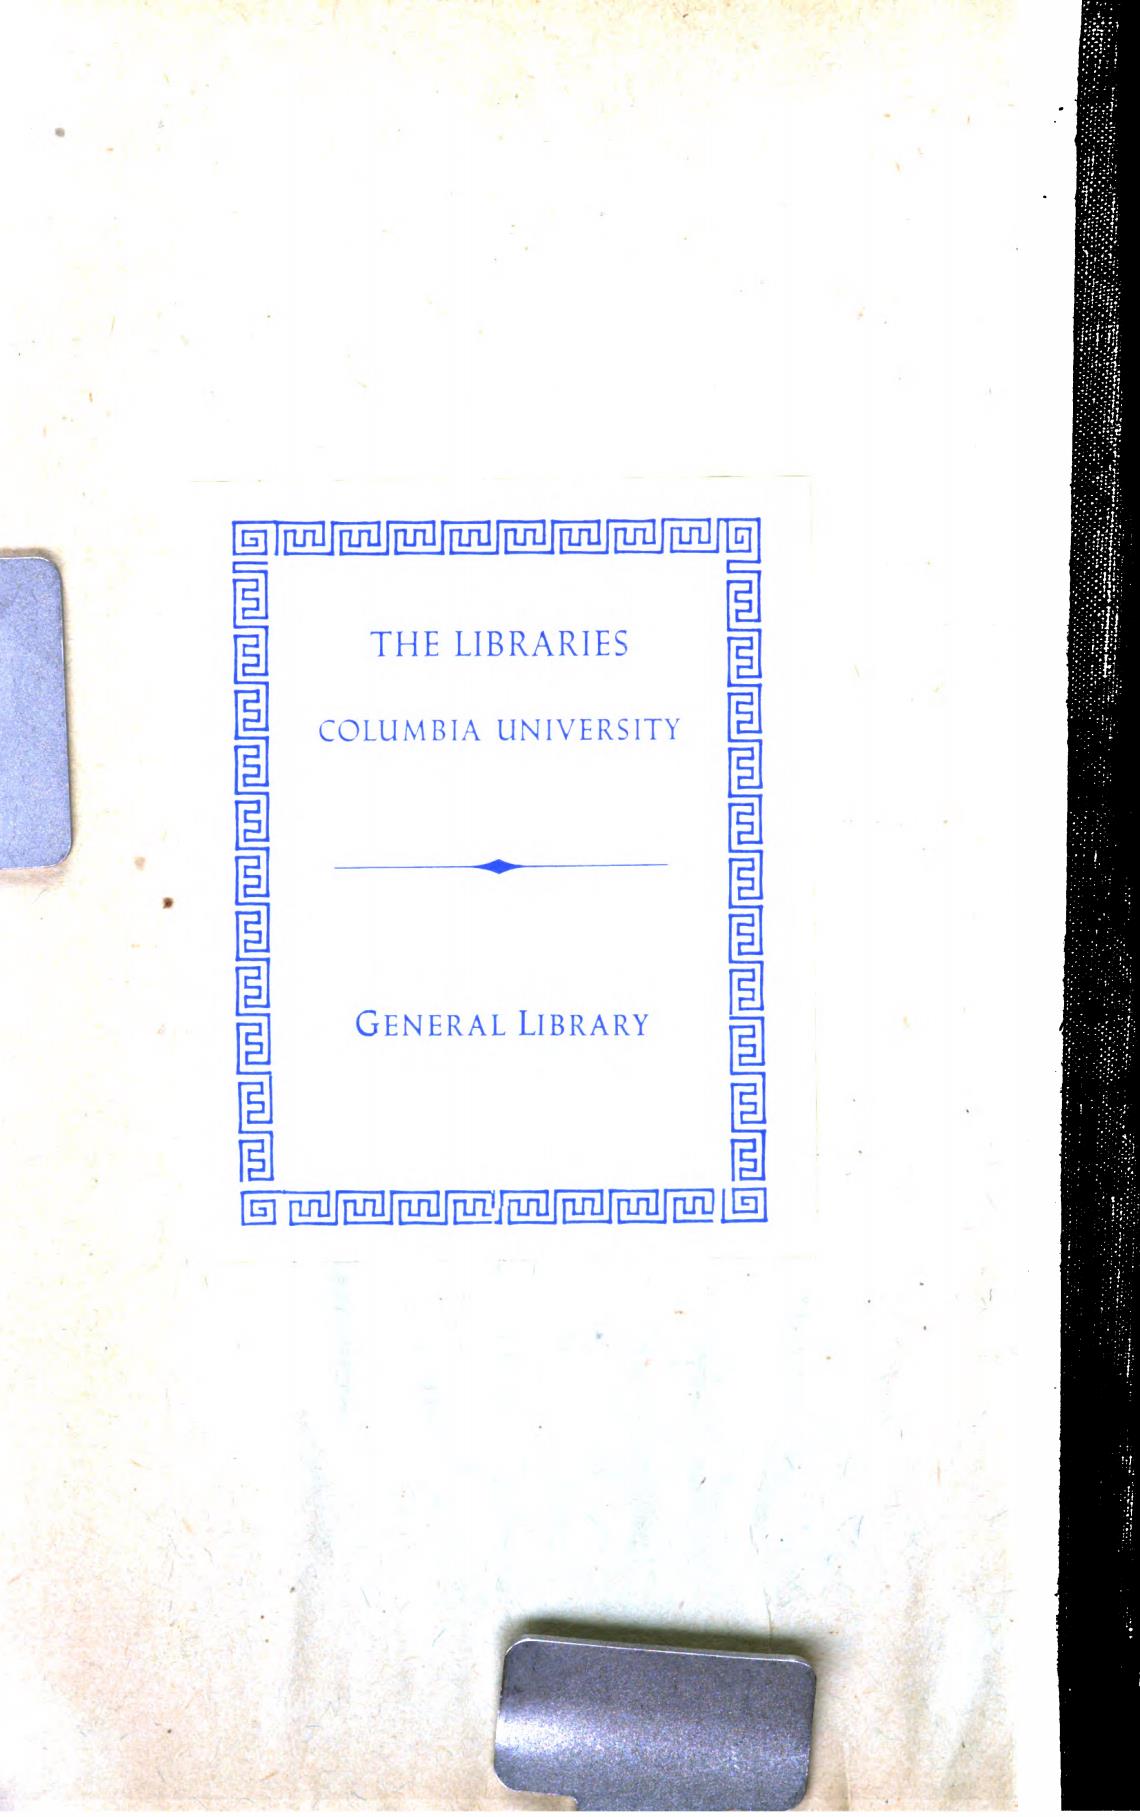 THE LIBRARIES
COLUMBIA UNIVERSITY
GENERAL LIBRARY